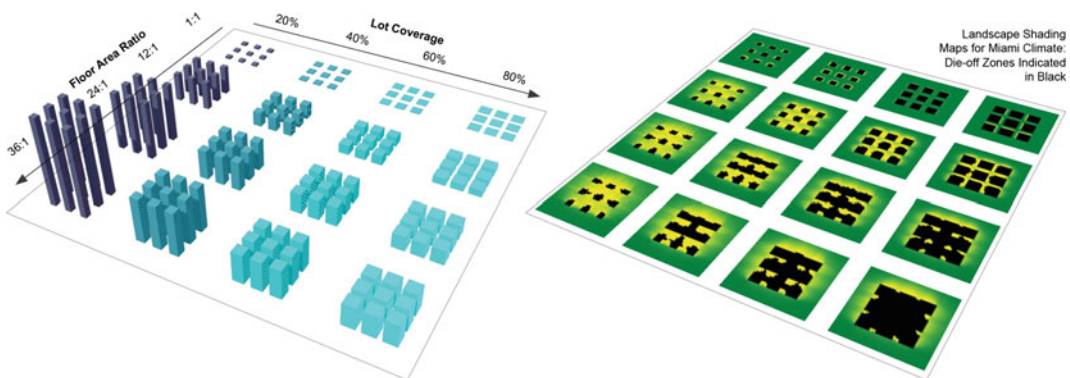 Floor Area Ratio
1:1
12:1
24:1
36:1
Lot Coverage
20%
40%
60%
80%
Landscape Shading
Maps for Miami Climate:
Die-off Zones Indicated
in Black